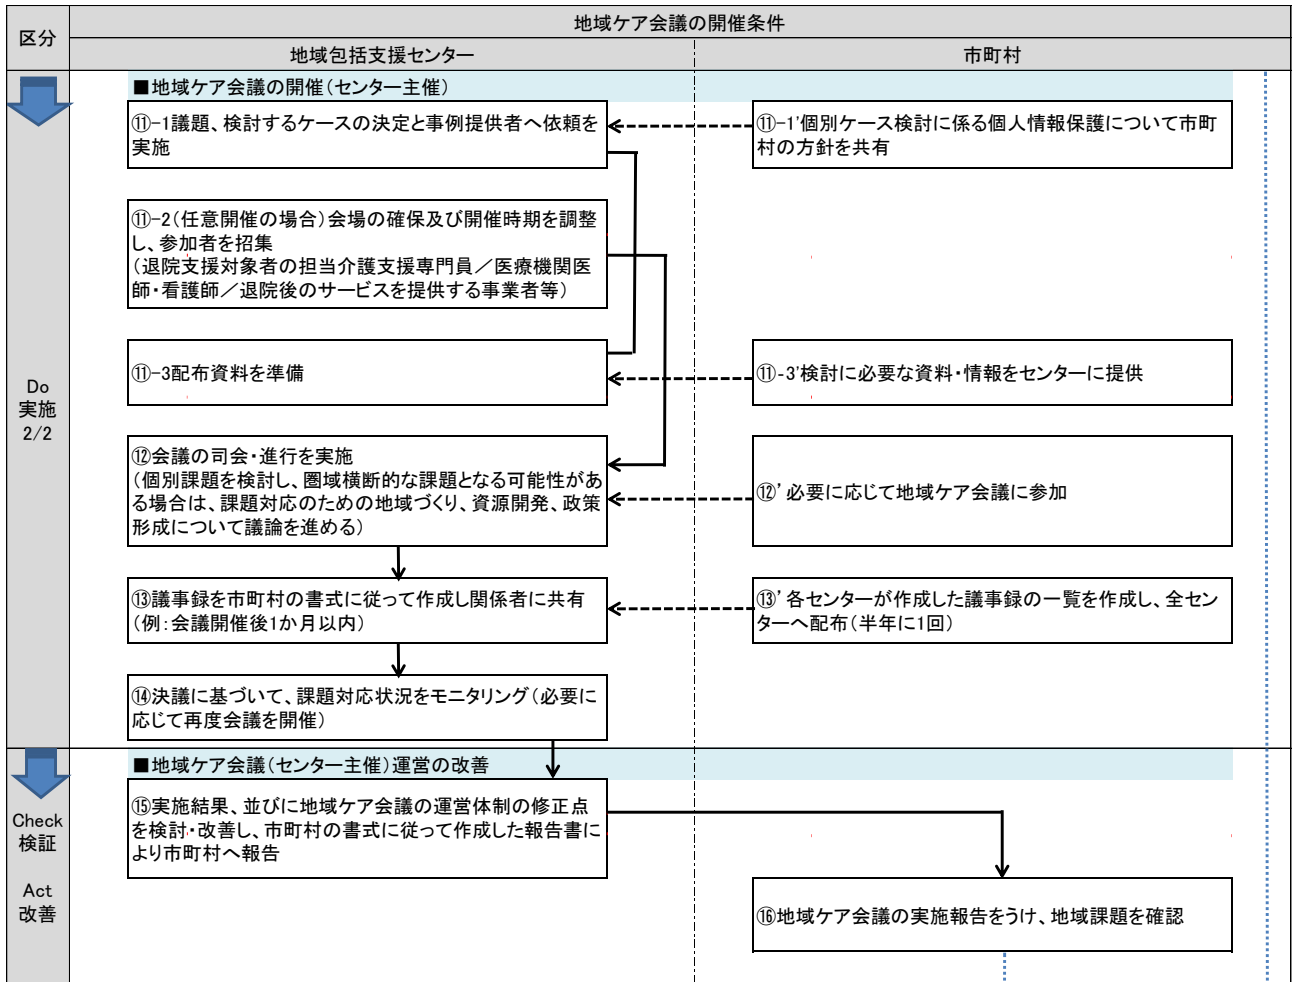 区分
地域ケア会議の開催条件
地域包括支援センター
市町村
■地域ケア会議の開催(センター主催)
⑪-1議題、検討するケースの決定と事例提供者へ依頼を
実施
⑪-1'個別ケース検討に係る個人情報保護について市町
村の方針を共有
⑪-2(任意開催の場合)会場の確保及び開催時期を調整
し、参加者を招集
(退院支援対象者の担当介護支援専門員/医療機関医
師・看護師/退院後のサービスを提供する事業者等)
⑪-3配布資料を準備
⑪-3'検討に必要な資料・情報をセンターに提供
Do
実施
2/2
⑫会議の司会・進行を実施
(個別課題を検討し、圏域横断的な課題となる可能性があ
る場合は、課題対応のための地域づくり、資源開発、政策
形成について議論を進める)
⑫' 必要に応じて地域ケア会議に参加
⑬議事録を市町村の書式に従って作成し関係者に共有
(例:会議開催後1か月以内)
⑬' 各センターが作成した議事録の一覧を作成し、全セン
ターへ配布(半年に1回)
⑭決議に基づいて、課題対応状況をモニタリング(必要に
応じて再度会議を開催)
■地域ケア会議(センター主催)運営の改善
Check
検証
Act
改善
⑮実施結果、並びに地域ケア会議の運営体制の修正点
を検討・改善し、市町村の書式に従って作成した報告書に
より市町村へ報告
⑯地域ケア会議の実施報告をうけ、地域課題を確認